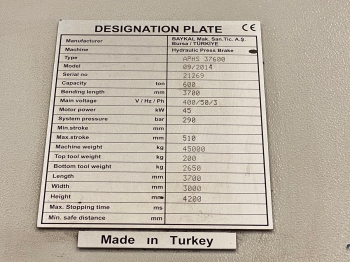 DESIGNATION PLATE CE
Manufacturer BAYKAL Mak. San.Tic. A.Ş. Bursa / TÜRKİYE
Machine Hydraulic Press Brake
Type APHS 37600
Model 09/2014
Serial no 21269
Capacity ton 600
Bending length mm 3700
Main voltage V / Hz / Ph 400/50/3
Motor power kW 45
System pressure bar 290
Min.stroke mm
Max.stroke mm 510
Machine weight kg 45000
Top tool weight kg 200
Bottom tool weight kg 2650
Length mm 3700
Width mm 3000
Height mm 4200
Max. Stopping time ms
Min. safe distance mm
Made in Turkey